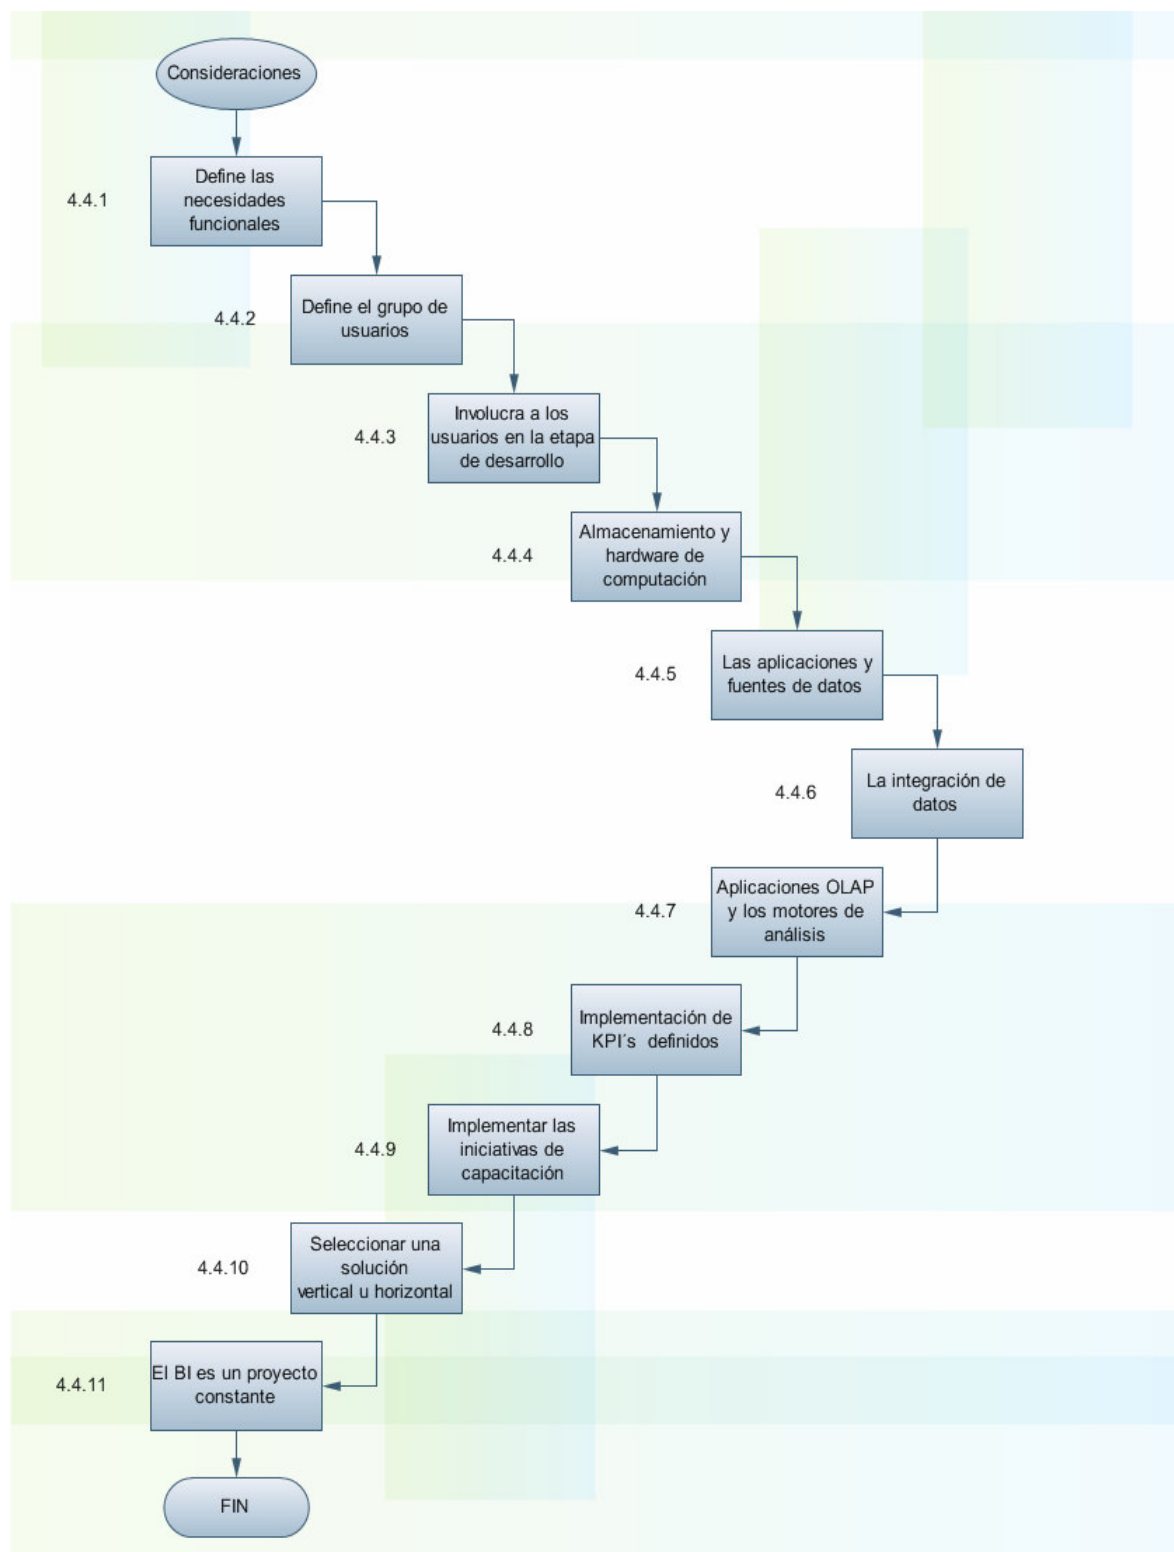 Consideraciones
4.4.1
Define las
necesidades
funcionales
4.4.2
Define el grupo de
usuarios
4.4.3
Involucra a los
usuarios en la etapa
de desarrollo
4.4.4
Almacenamiento y
hardware de
computación
4.4.5
Las aplicaciones y
fuentes de datos
4.4.6
La integración de
datos
4.4.7
Aplicaciones OLAP
y los motores de
análisis
4.4.8
Implementación de
KPI´s definidos
4.4.9
Implementar las
iniciativas de
capacitación
4.4.10
Seleccionar una
solución
vertical u horizontal
4.4.11
El BI es un proyecto
constante
FIN